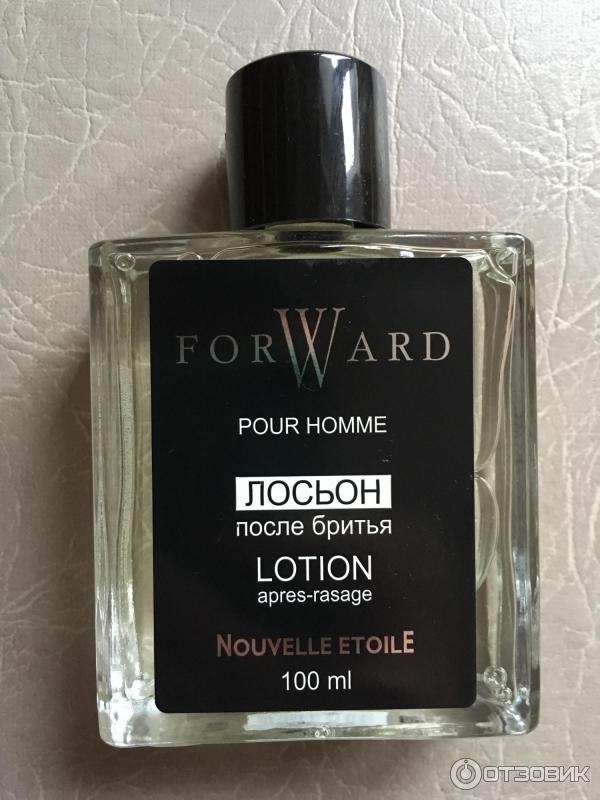 FORWARD
POUR HOMME
ЛОСЬОН
после бритья
LOTION
apres-rasage
NOUVELLE ETOILE
100 ml
ОТЗОВИК